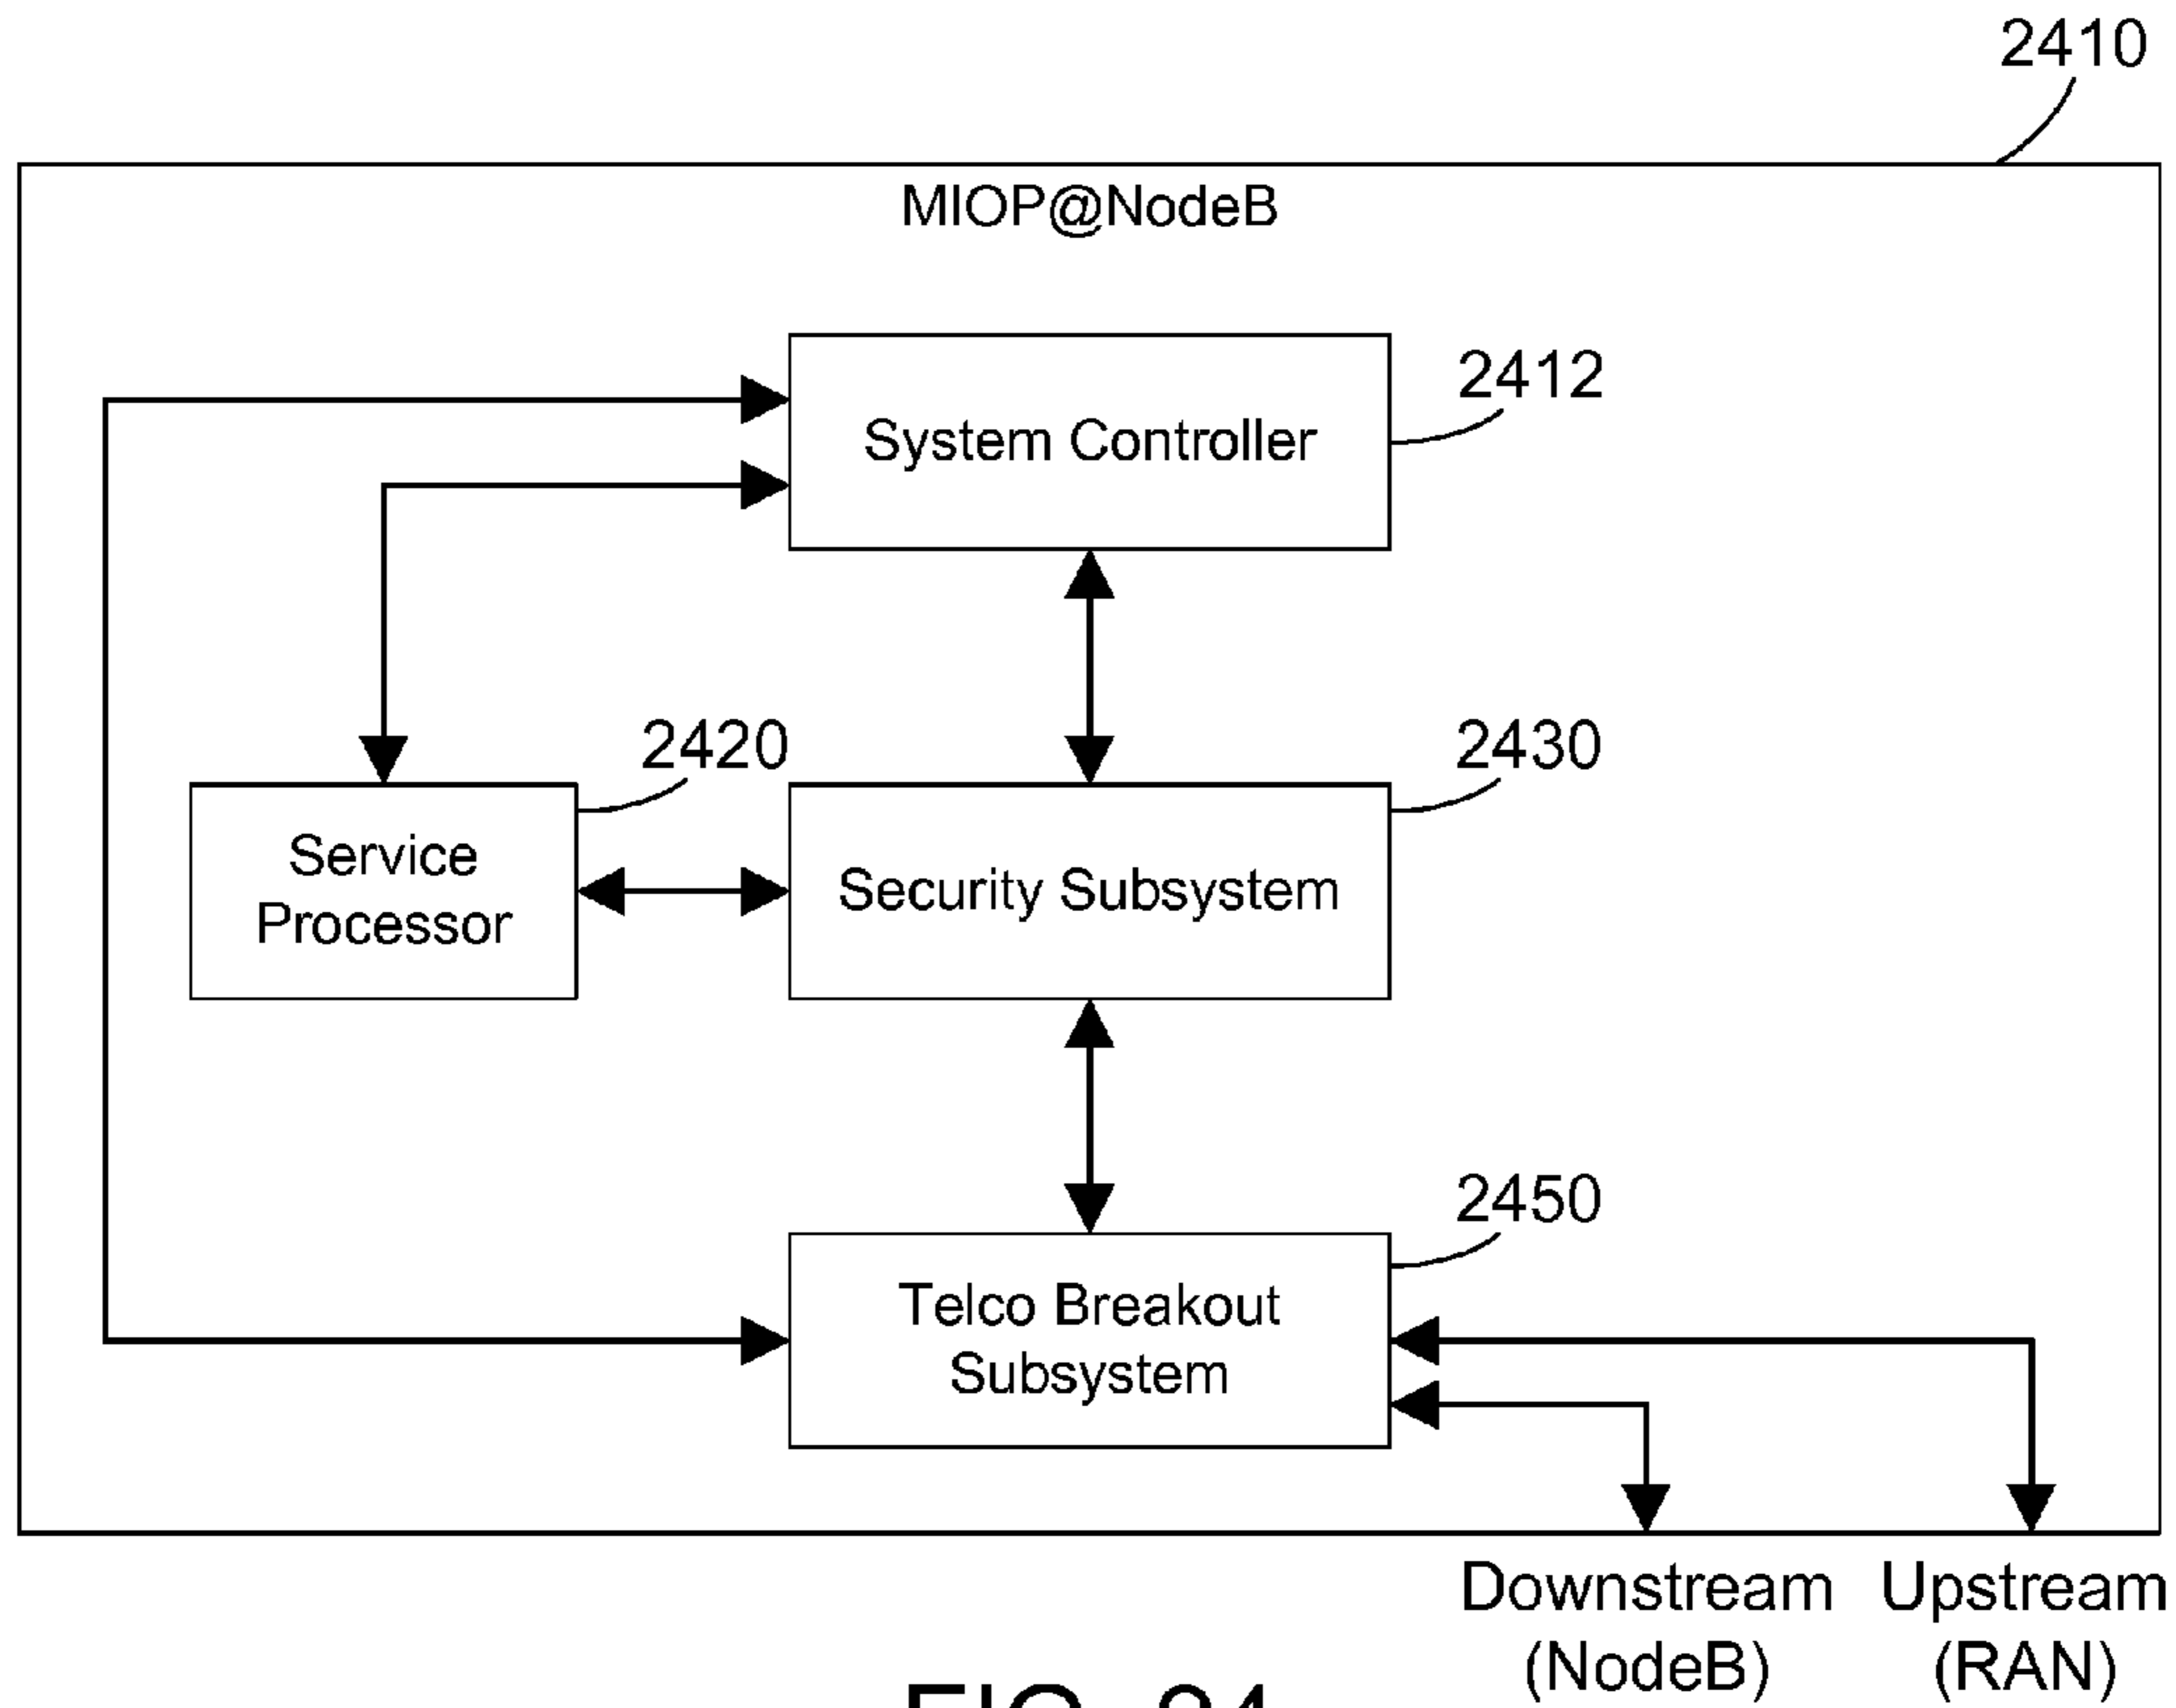 2410
MIOP@NodeB
System Controller
2412
2420
2430
Service
Processor
Security Subsystem
2450
Telco Breakout
Subsystem
Downstream
(NodeB)
Upstream
(RAN)